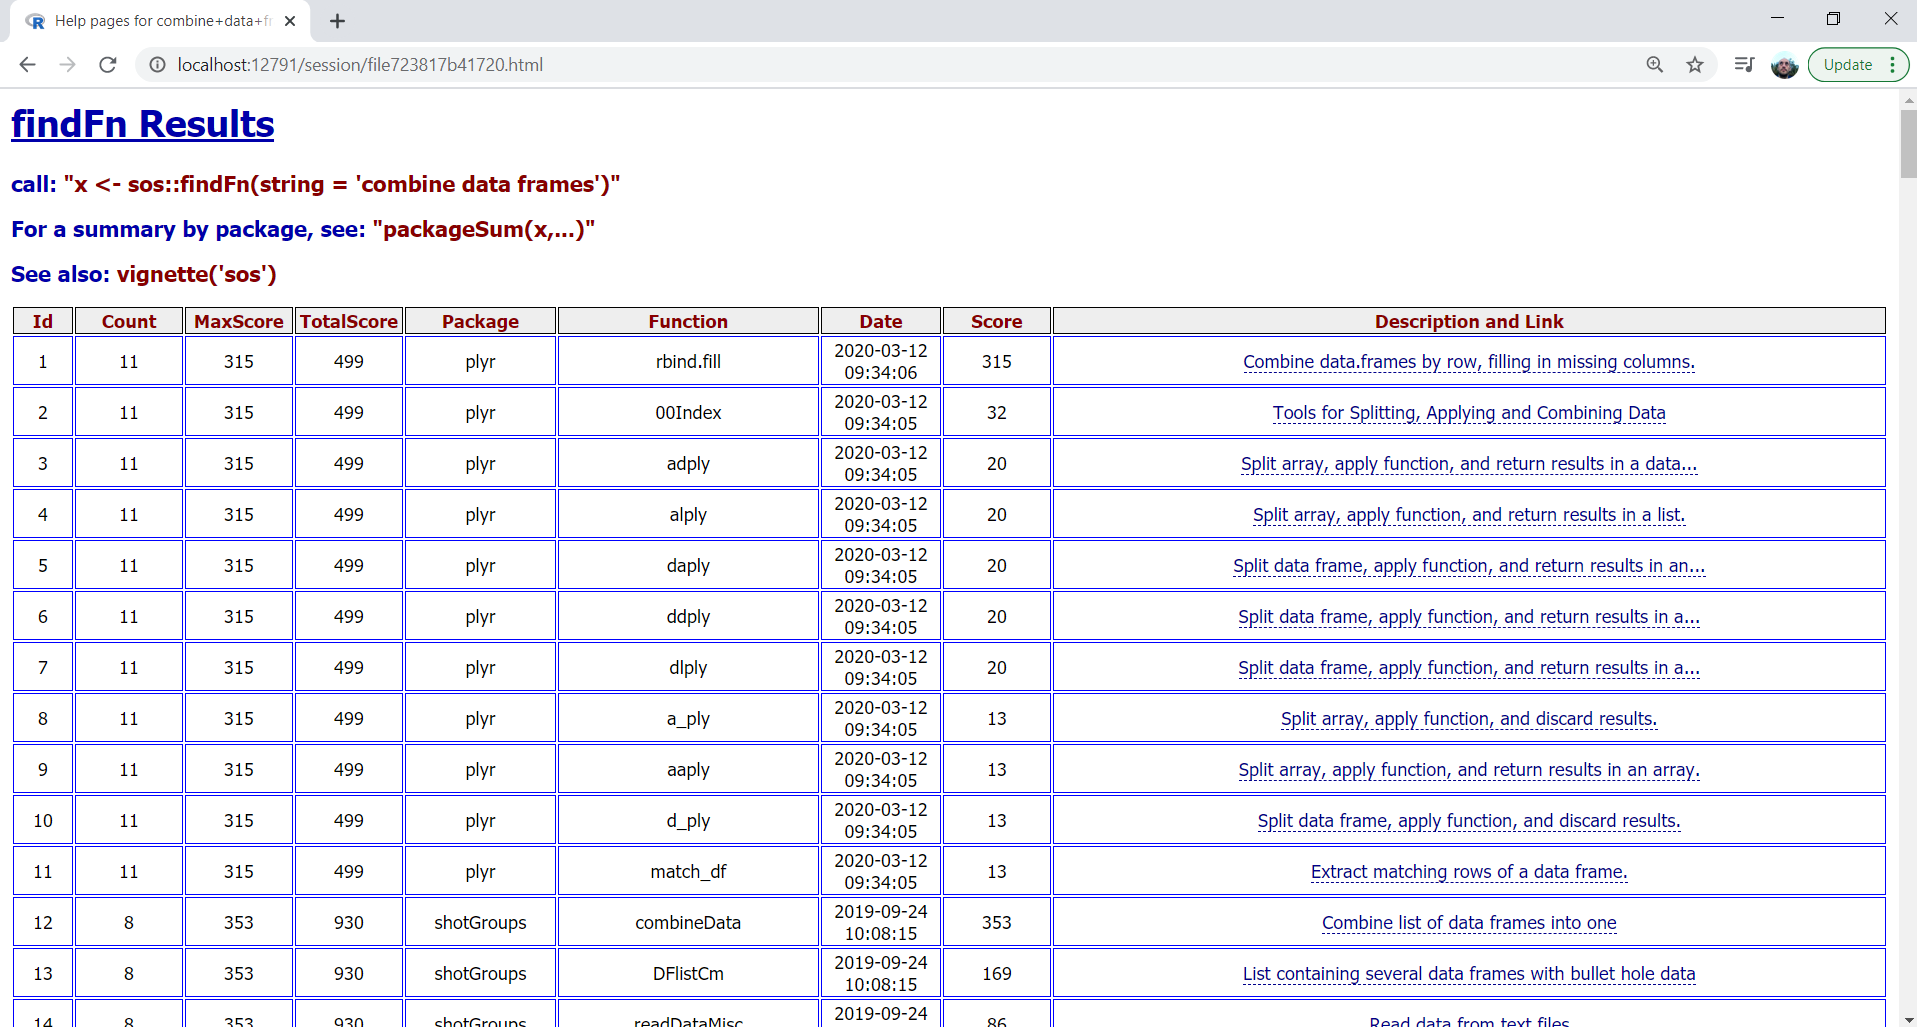 Help pages for combine+data+fr
localhost:12791/session/file723817b41720.html
Update
findFn Results
call: "x <- sos::findFn(string = 'combine data frames')"
For a summary by package, see: "packageSum(x,...)"
See also: vignette('sos')
Id Count MaxScore TotalScore Package Function Date Score Description and Link
1 11 315 499 plyr rbind.fill 2020-03-12 09:34:06 315 Combine data.frames by row, filling in missing columns.
2 11 315 499 plyr 00Index 2020-03-12 09:34:05 32 Tools for Splitting, Applying and Combining Data
3 11 315 499 plyr adply 2020-03-12 09:34:05 20 Split array, apply function, and return results in a data...
4 11 315 499 plyr alply 2020-03-12 09:34:05 20 Split array, apply function, and return results in a list.
5 11 315 499 plyr daply 2020-03-12 09:34:05 20 Split data frame, apply function, and return results in an...
6 11 315 499 plyr ddply 2020-03-12 09:34:05 20 Split data frame, apply function, and return results in a...
7 11 315 499 plyr dlply 2020-03-12 09:34:05 20 Split data frame, apply function, and return results in a...
8 11 315 499 plyr a_ply 2020-03-12 09:34:05 13 Split array, apply function, and discard results.
9 11 315 499 plyr aaply 2020-03-12 09:34:05 13 Split array, apply function, and return results in an array.
10 11 315 499 plyr d_ply 2020-03-12 09:34:05 13 Split data frame, apply function, and discard results.
11 11 315 499 plyr match_df 2020-03-12 09:34:05 13 Extract matching rows of a data frame.
12 8 353 930 shotGroups combineData 2019-09-24 10:08:15 353 Combine list of data frames into one
13 8 353 930 shotGroups DFlistCm 2019-09-24 10:08:15 169 List containing several data frames with bullet hole data
14 8 353 930 shotGroups readDataMisc 2019-09-24 86 Read data from text files